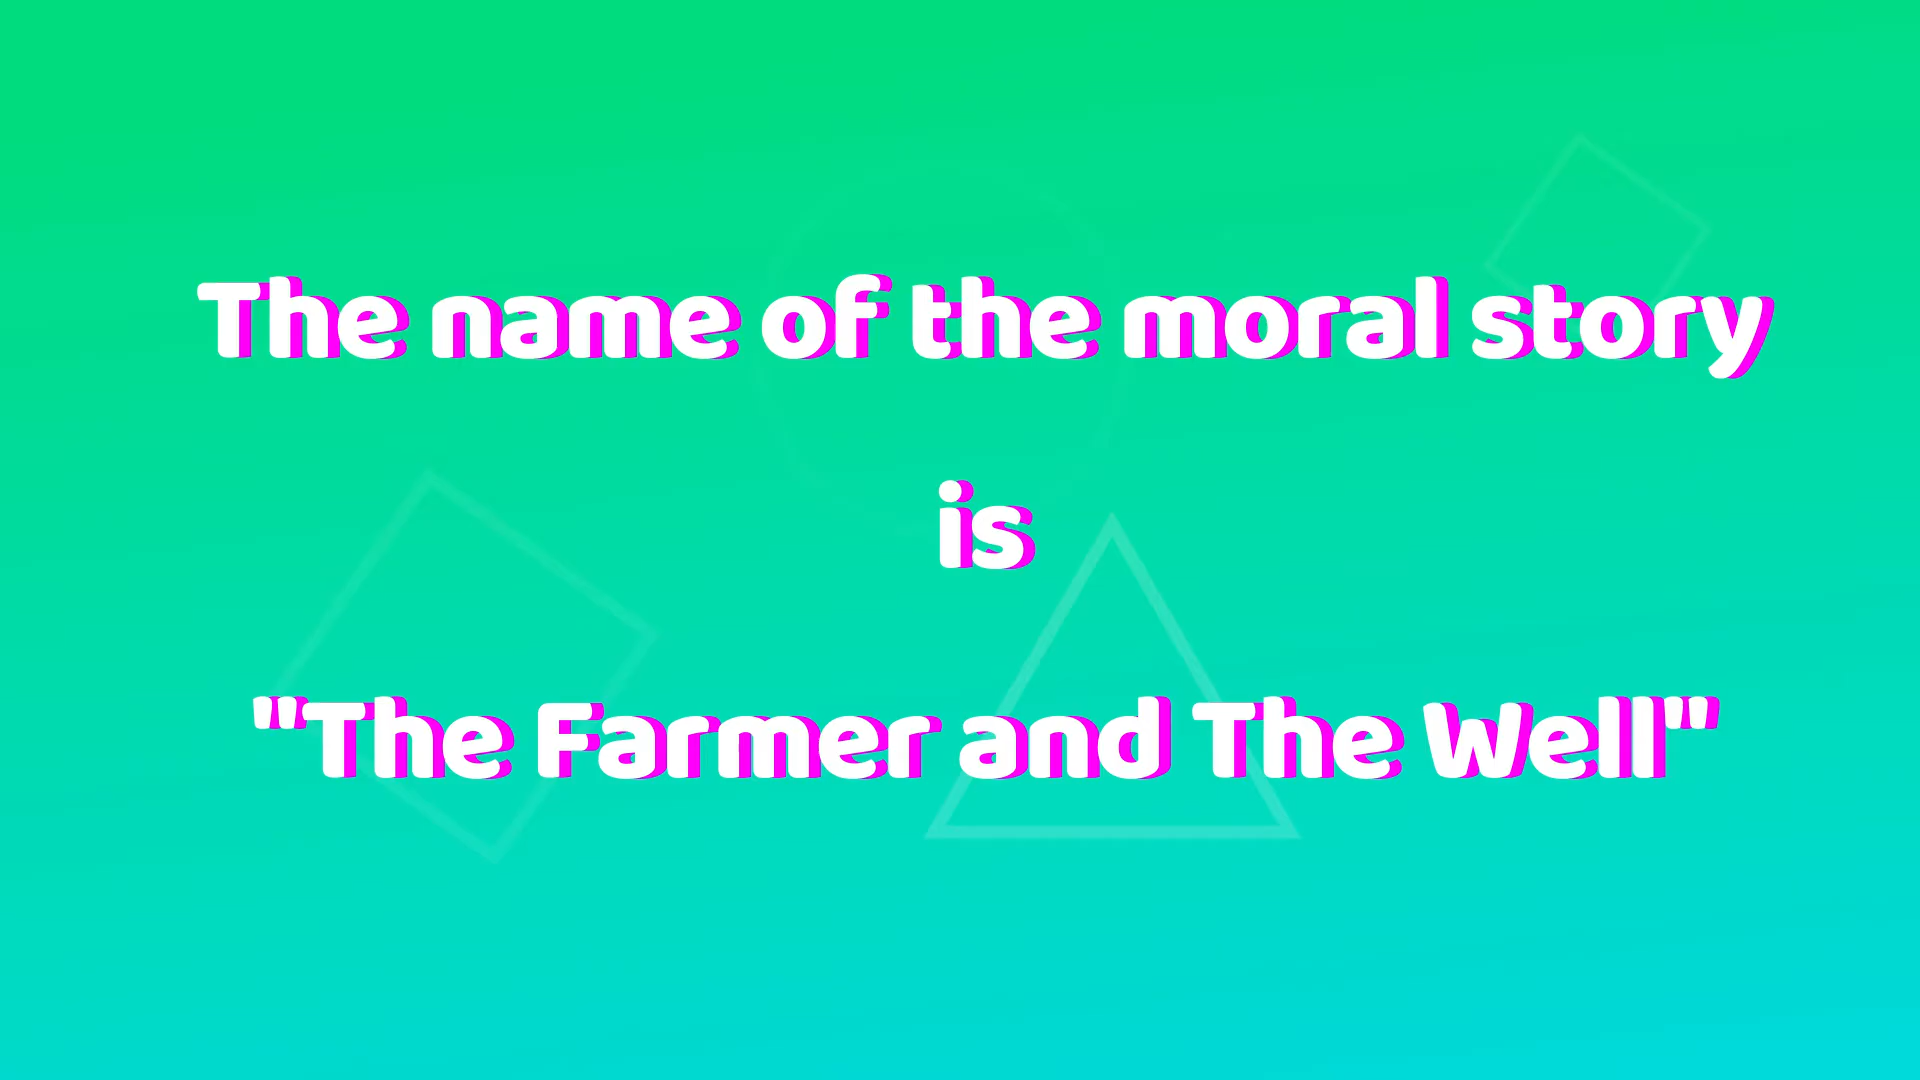 The name of the moral story
is
"The Farmer and The Well"